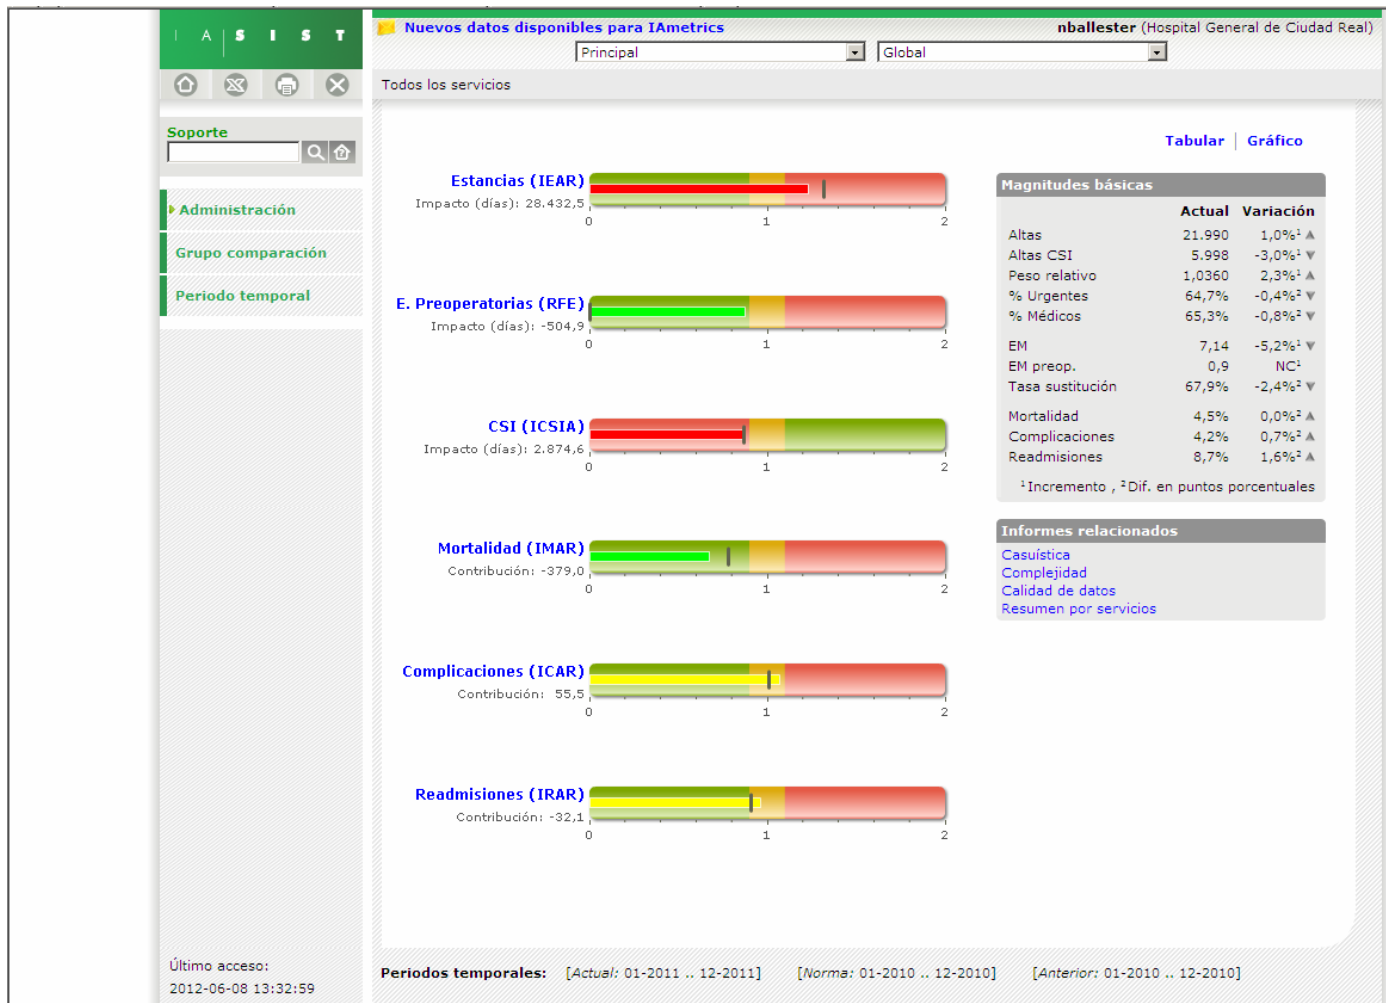 I A S I S T
Nuevos datos disponibles para IAmetrics
nballester (Hospital General de Ciudad Real)
Principal
Global
Todos los servicios
Soporte
Administración
Grupo comparación
Periodo temporal
Tabular | Gráfico
Estancias (IEAR)
Impacto (días): 28.432,5
0 1 2
E. Preoperatorias (RFE)
Impacto (días): -504,9
0 1 2
CSI (ICSIA)
Impacto (días): 2.874,6
0 1 2
Mortalidad (IMAR)
Contribución: -379,0
0 1 2
Complicaciones (ICAR)
Contribución: 55,5
0 1 2
Readmisiones (IRAR)
Contribución: -32,1
0 1 2
Magnitudes básicas
Actual Variación
Altas 21.990 1,0%¹
Altas CSI 5.998 -3,0%¹
Peso relativo 1,0360 2,3%¹
% Urgentes 64,7% -0,4%²
% Médicos 65,3% -0,8%²
EM 7,14 -5,2%¹
EM preop. 0,9 NC¹
Tasa sustitución 67,9% -2,4%²
Mortalidad 4,5% 0,0%²
Complicaciones 4,2% 0,7%²
Readmisiones 8,7% 1,6%²
¹Incremento , ²Dif. en puntos porcentuales
Informes relacionados
Casuística
Complejidad
Calidad de datos
Resumen por servicios
Último acceso:
2012-06-08 13:32:59
Periodos temporales: [Actual: 01-2011 .. 12-2011] [Norma: 01-2010 .. 12-2010] [Anterior: 01-2010 .. 12-2010]